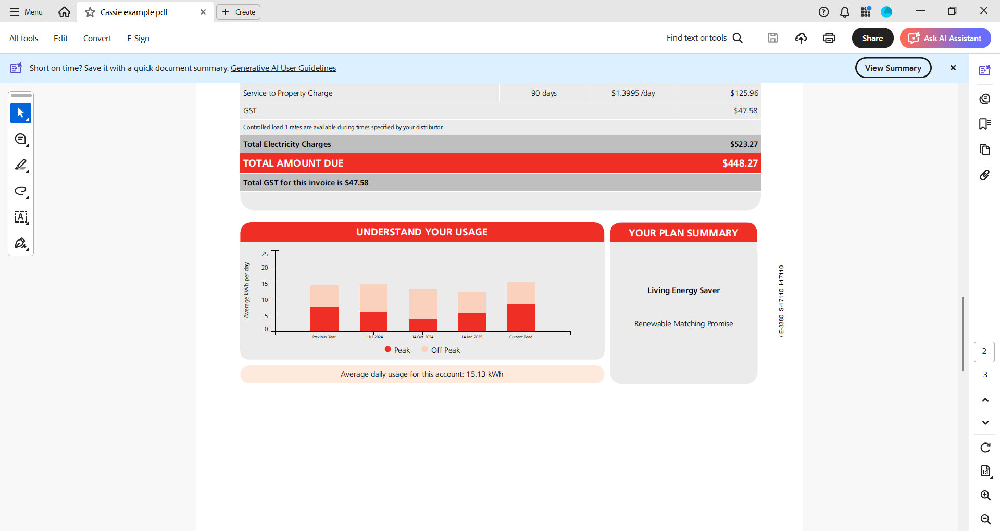 Menu
Cassie example.pdf
Create
All tools
Edit
Convert
E-Sign
Find text or tools
Share
Ask AI Assistant
Short on time? Save it with a quick document summary. Generative AI User Guidelines
View Summary
Service to Property Charge 90 days $1.3995 /day $125.96
GST $47.58
Controlled load 1 rates are available during times specified by your distributor.
Total Electricity Charges $523.27
TOTAL AMOUNT DUE $448.27
Total GST for this invoice is $47.58
UNDERSTAND YOUR USAGE
Average kWh per day
25
20
15
10
5
0
Previous Year 11 Jul 2024 14 Oct 2024 14 Jan 2025 Current Read
Peak Off Peak
Average daily usage for this account: 15.13 kWh
YOUR PLAN SUMMARY
Living Energy Saver
Renewable Matching Promise
/ E-3380 S-17110 I-17110
2
3
1:1